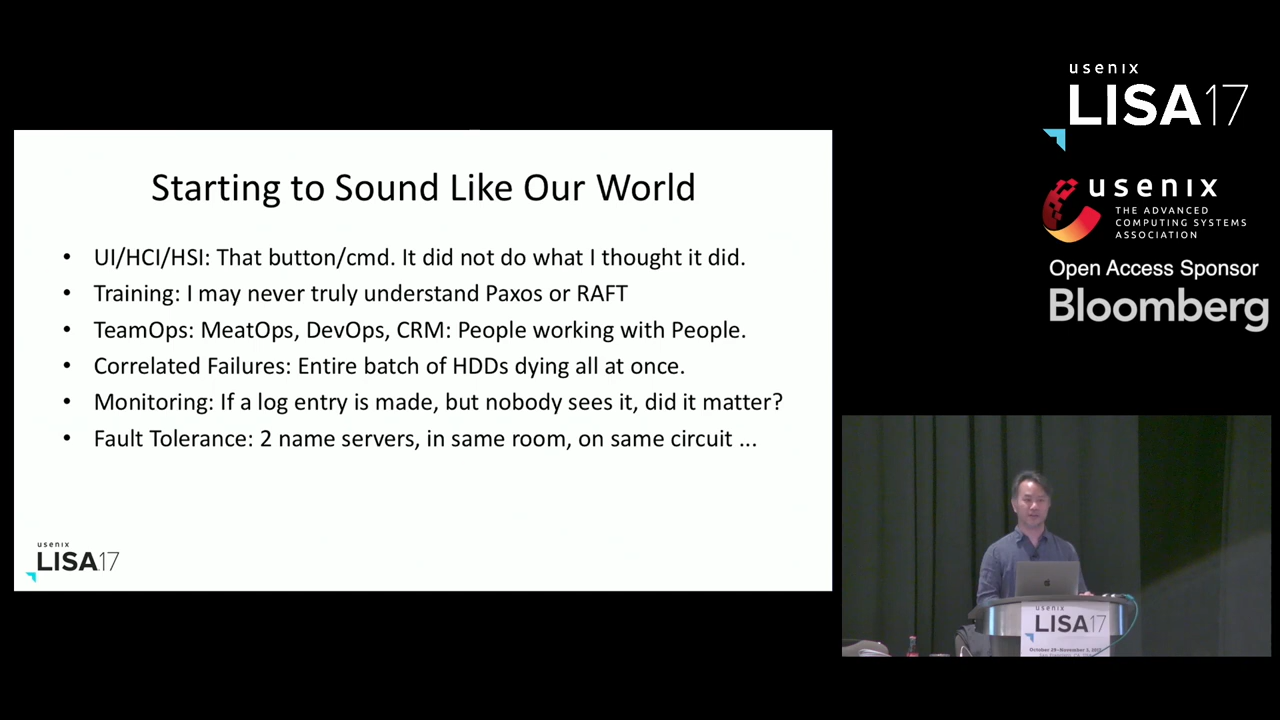 Starting to Sound Like Our World
• UI/HCI/HSI: That button/cmd. It did not do what I thought it did.
• Training: I may never truly understand Paxos or RAFT
• TeamOps: MeatOps, DevOps, CRM: People working with People.
• Correlated Failures: Entire batch of HDDs dying all at once.
• Monitoring: If a log entry is made, but nobody sees it, did it matter?
• Fault Tolerance: 2 name servers, in same room, on same circuit ...
usenix
LISA17
usenix
LISA17
usenix
THE ADVANCED
COMPUTING SYSTEMS
ASSOCIATION
Open Access Sponsor
Bloomberg
usenix
LISA17